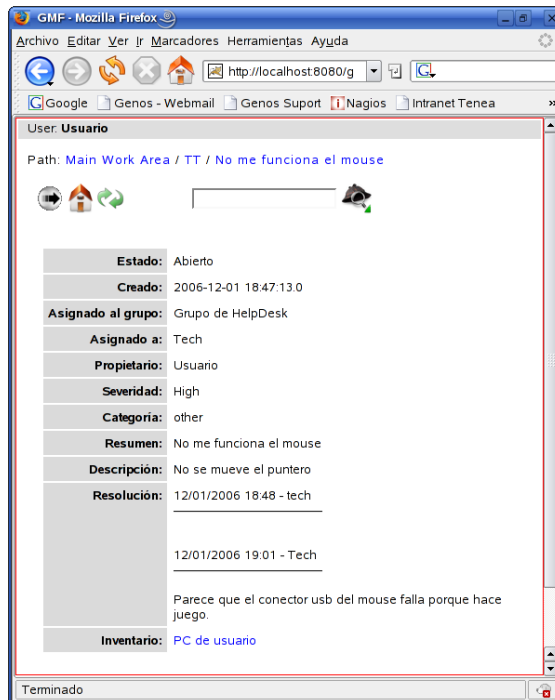 GMF - Mozilla Firefox
Archivo Editar Ver Ir Marcadores Herramientas Ayuda
http://localhost:8080/g
G
Google Genos - Webmail Genos Suport Nagios Intranet Tenea »
User: Usuario
Path: Main Work Area / TT / No me funciona el mouse
Estado: Abierto
Creado: 2006-12-01 18:47:13.0
Asignado al grupo: Grupo de HelpDesk
Asignado a: Tech
Propietario: Usuario
Severidad: High
Categoría: other
Resumen: No me funciona el mouse
Descripción: No se mueve el puntero
Resolución: 12/01/2006 18:48 - tech
12/01/2006 19:01 - Tech
Parece que el conector usb del mouse falla porque hace
juego.
Inventario: PC de usuario
Terminado